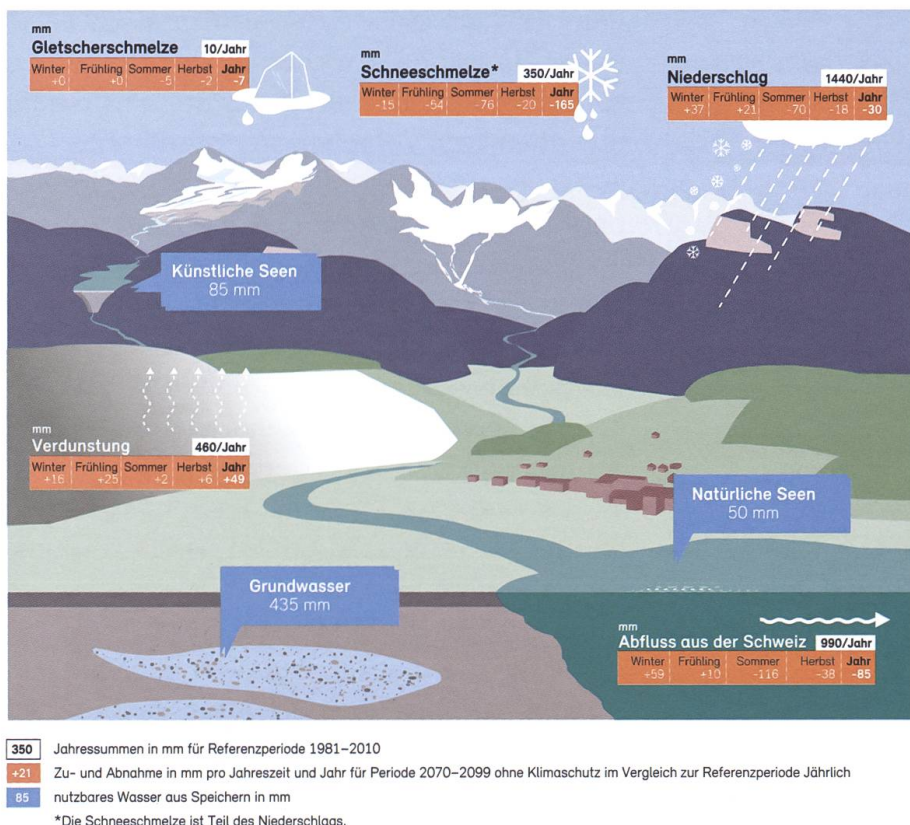 mm
Gletscherschmelze 10/Jahr
Winter Frühling Sommer Herbst Jahr
+0 +0 -5 -2 -7
mm
Schneeschmelze* 350/Jahr
Winter Frühling Sommer Herbst Jahr
-15 -54 -76 -20 -165
mm
Niederschlag 1440/Jahr
Winter Frühling Sommer Herbst Jahr
+37 +21 -70 -18 -30
Künstliche Seen
85 mm
mm
Verdunstung 460/Jahr
Winter Frühling Sommer Herbst Jahr
+16 +25 +2 +6 +49
Natürliche Seen
50 mm
Grundwasser
435 mm
mm
Abfluss aus der Schweiz 990/Jahr
Winter Frühling Sommer Herbst Jahr
+59 +10 -116 -38 -85
350 Jahressummen in mm für Referenzperiode 1981–2010
+21 Zu- und Abnahme in mm pro Jahreszeit und Jahr für Periode 2070–2099 ohne Klimaschutz im Vergleich zur Referenzperiode Jährlich
85 nutzbares Wasser aus Speichern in mm
*Die Schneeschmelze ist Teil des Niederschlags.